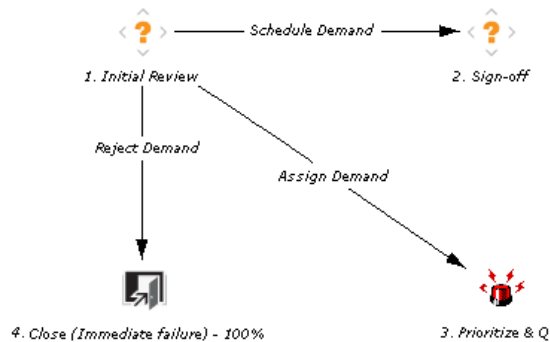 Schedule Demand
1. Initial Review
2. Sign-off
Reject Demand
Assign Demand
4. Close (Immediate failure) - 100%
3. Prioritize & Q